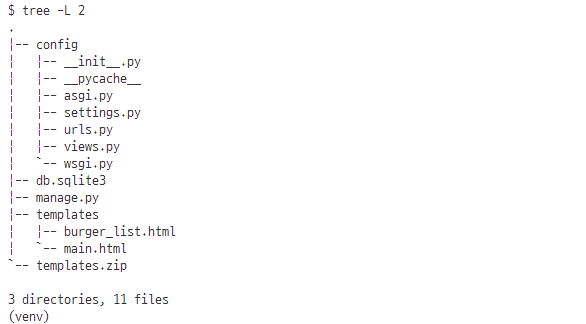 $ tree -L 2
.
|-- config
|   |-- __init__.py
|   |-- __pycache__
|   |-- asgi.py
|   |-- settings.py
|   |-- urls.py
|   |-- views.py
|   `-- wsgi.py
|-- db.sqlite3
|-- manage.py
|-- templates
|   |-- burger_list.html
|   `-- main.html
`-- templates.zip

3 directories, 11 files
(venv)